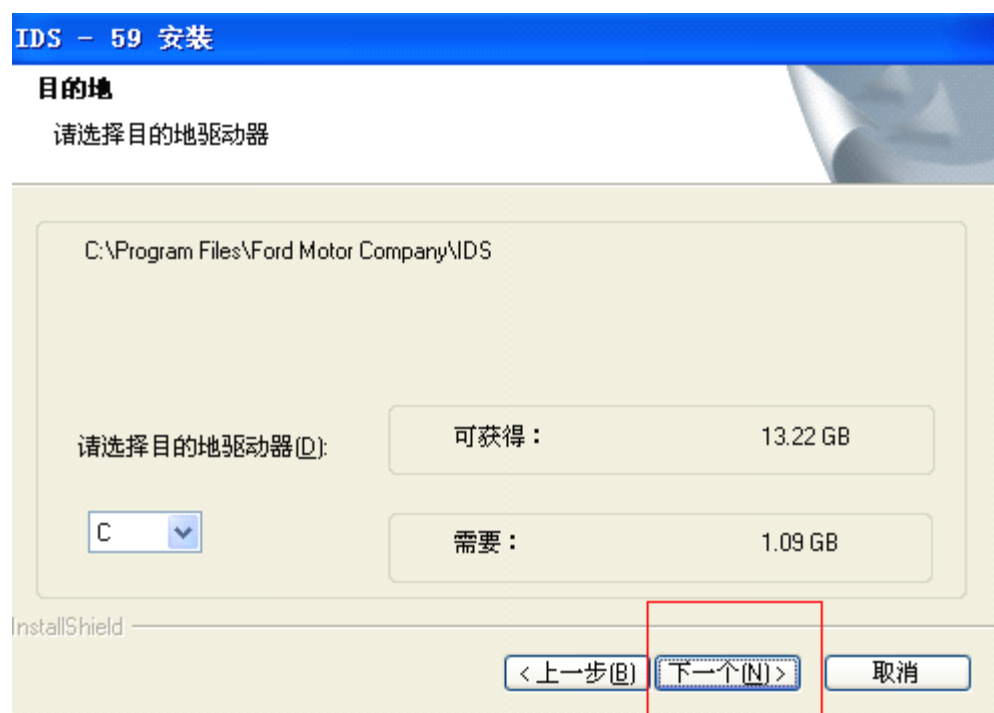 IDS - 59 安装
目的地
请选择目的地驱动器
C:\Program Files\Ford Motor Company\IDS
可获得： 13.22 GB
请选择目的地驱动器(D):
C
需要： 1.09 GB
InstallShield
< 上一步(B) 下一个(N) > 取消